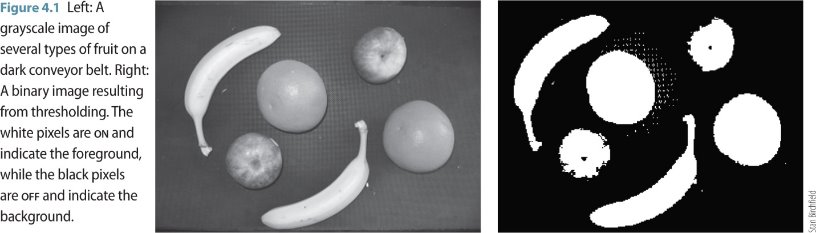 Figure 4.1 Left: A
grayscale image of
several types of fruit on a
dark conveyor belt. Right:
A binary image resulting
from thresholding. The
white pixels are ON and
indicate the foreground,
while the black pixels
are OFF and indicate the
background.
Stan Birchfield